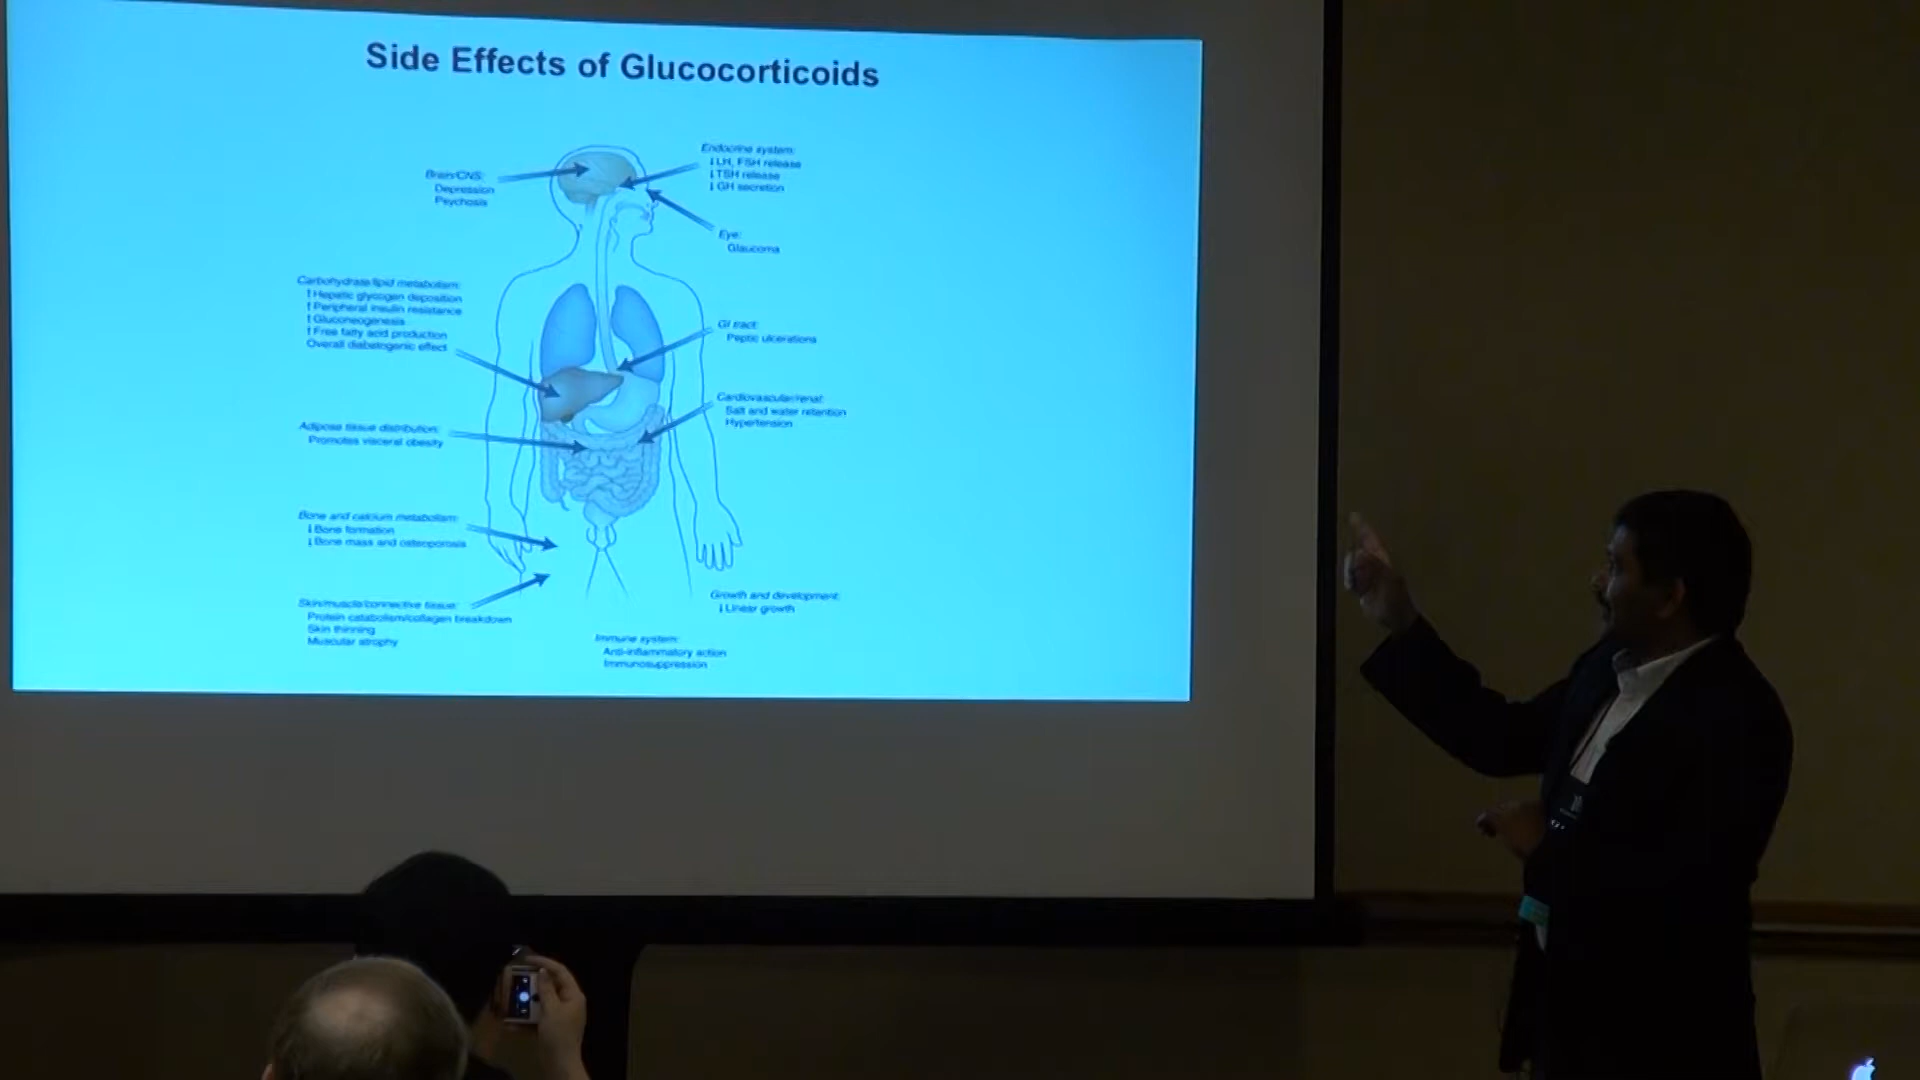 Side Effects of Glucocorticoids
Brain/CNS:
Depression
Psychosis
Endocrine system:
↓LH, FSH release
↓TSH release
↓GH secretion
Eye:
Glaucoma
Carbohydrate/lipid metabolism:
↑Hepatic glycogen deposition
↑Peripheral insulin resistance
↑Gluconeogenesis
↑Free fatty acid production
Overall diabetogenic effect
GI tract:
Peptic ulcerations
Cardiovascular/renal:
Salt and water retention
Hypertension
Adipose tissue distribution:
Promotes visceral obesity
Bone and calcium metabolism:
↓Bone formation
↓Bone mass and osteoporosis
Skin/muscle/connective tissue:
Protein catabolism/collagen breakdown
Skin thinning
Muscular atrophy
Growth and development:
↓Linear growth
Immune system:
Anti-inflammatory action
Immunosuppression